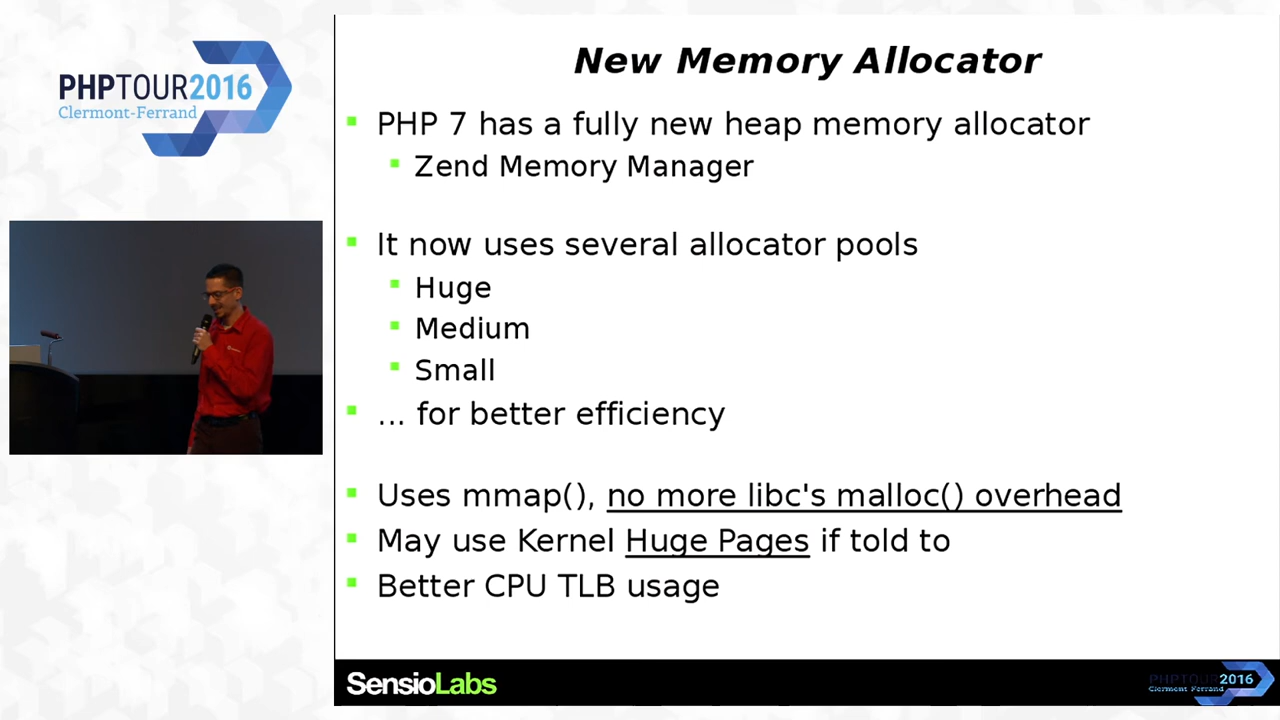 PHPTOUR2016
Clermont-Ferrand
New Memory Allocator
PHP 7 has a fully new heap memory allocator
Zend Memory Manager
It now uses several allocator pools
Huge
Medium
Small
... for better efficiency
Uses mmap(), no more libc's malloc() overhead
May use Kernel Huge Pages if told to
Better CPU TLB usage
SensioLabs
PHPTOUR2016
Clermont-Ferrand